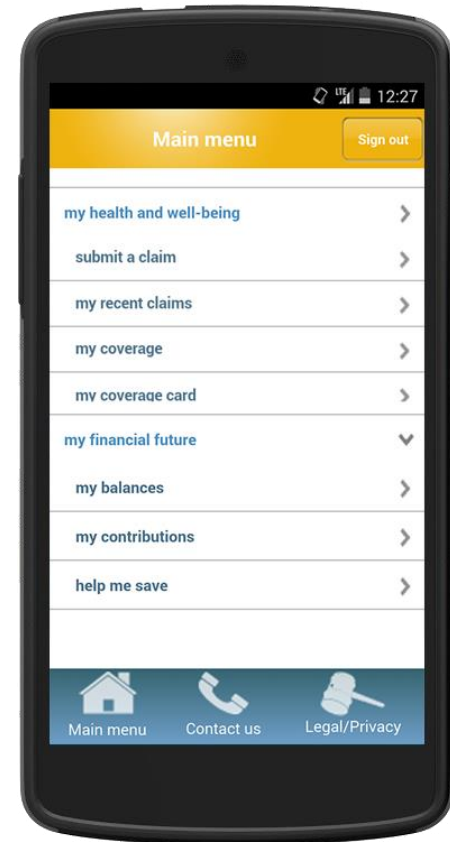 LTE 12:27
Main menu
Sign out
my health and well-being
submit a claim
my recent claims
my coverage
my coverage card
my financial future
my balances
my contributions
help me save
Main menu
Contact us
Legal/Privacy